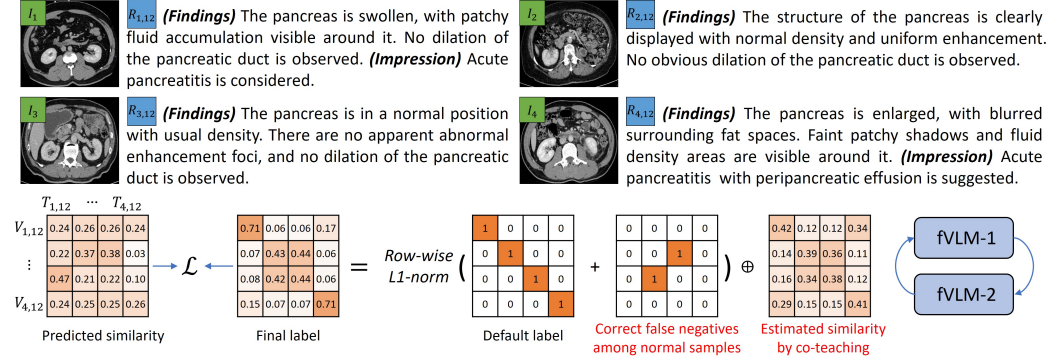 I₁ R₁,₁₂ (Findings) The pancreas is swollen, with patchy
fluid accumulation visible around it. No dilation of
the pancreatic duct is observed. (Impression) Acute
pancreatitis is considered.
I₂ R₂,₁₂ (Findings) The structure of the pancreas is clearly
displayed with normal density and uniform enhancement.
No obvious dilation of the pancreatic duct is observed.
I₃ R₃,₁₂ (Findings) The pancreas is in a normal position
with usual density. There are no apparent abnormal
enhancement foci, and no dilation of the pancreatic
duct is observed.
I₄ R₄,₁₂ (Findings) The pancreas is enlarged, with blurred
surrounding fat spaces. Faint patchy shadows and fluid
density areas are visible around it. (Impression) Acute
pancreatitis with peripancreatic effusion is suggested.
T₁,₁₂ ⋯ T₄,₁₂
V₁,₁₂ 0.24 0.26 0.26 0.24
0.22 0.37 0.38 0.03
⋮ 0.47 0.21 0.22 0.10
V₄,₁₂ 0.24 0.25 0.25 0.26
Predicted similarity
ℒ
0.71 0.06 0.06 0.17
0.07 0.43 0.44 0.06
0.08 0.42 0.44 0.06
0.15 0.07 0.07 0.71
Final label
=
Row-wise
L1-norm
(
1 0 0 0
0 1 0 0
0 0 1 0
0 0 0 1
Default label
+
0 0 0 0
0 0 1 0
0 1 0 0
0 0 0 0
Correct false negatives
among normal samples
) ⊕
0.42 0.12 0.12 0.34
0.14 0.39 0.36 0.11
0.16 0.34 0.38 0.12
0.29 0.15 0.15 0.41
Estimated similarity
by co-teaching
fVLM-1
fVLM-2